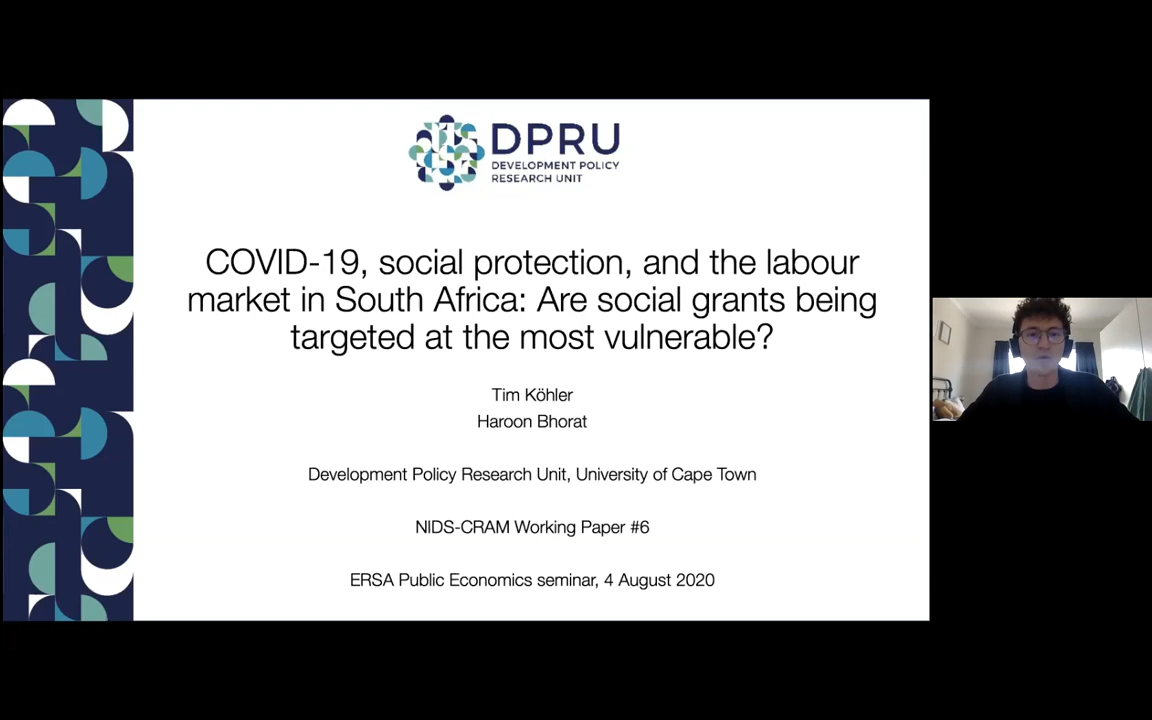 DPRU
DEVELOPMENT POLICY
RESEARCH UNIT
COVID-19, social protection, and the labour
market in South Africa: Are social grants being
targeted at the most vulnerable?
Tim Köhler
Haroon Bhorat
Development Policy Research Unit, University of Cape Town
NIDS-CRAM Working Paper #6
ERSA Public Economics seminar, 4 August 2020